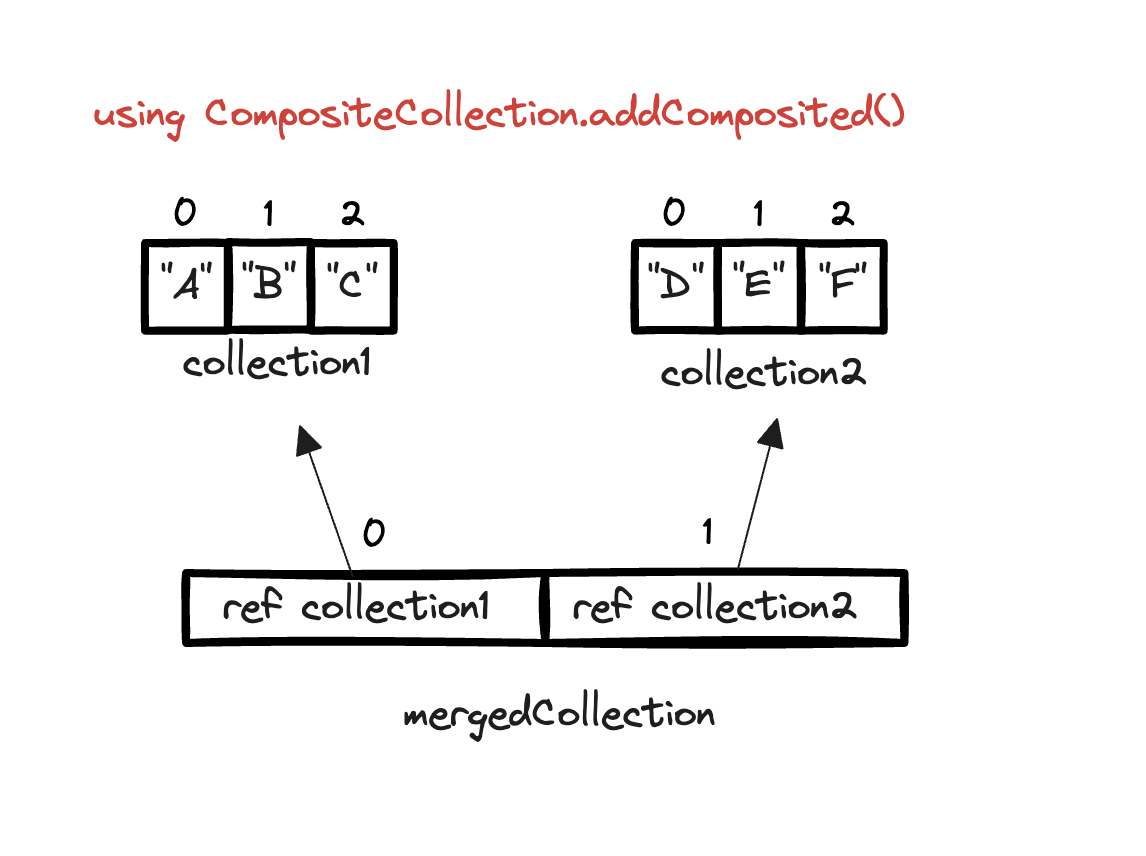 using CompositeCollection.addComposited()
0 1 2
"A" "B" "C"
collection1
0 1 2
"D" "E" "F"
collection2
0 1
ref collection1 ref collection2
mergedCollection